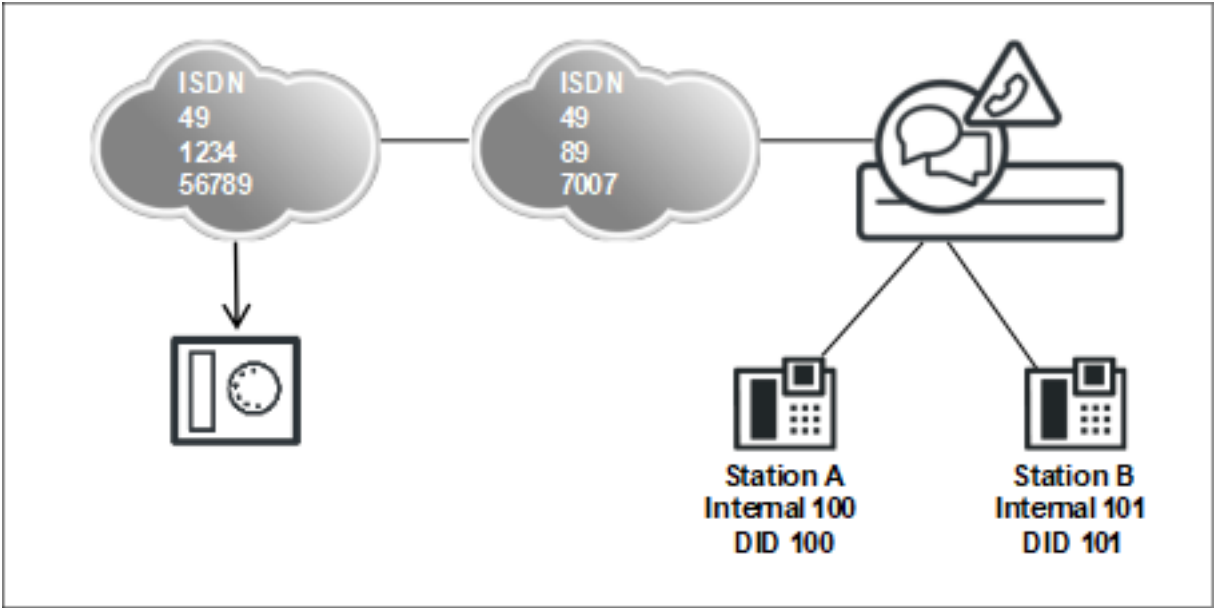 ISDN
49
1234
56789
ISDN
49
89
7007
Station A
Internal 100
DID 100
Station B
Internal 101
DID 101